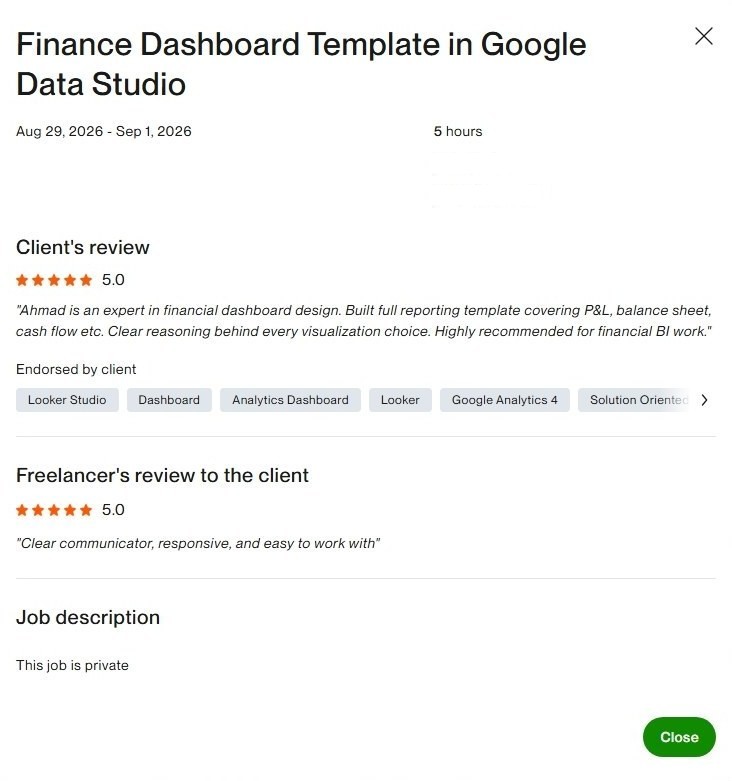 Finance Dashboard Template in Google
Data Studio
Aug 29, 2026 - Sep 1, 2026
5 hours
Client's review
5.0
"Ahmad is an expert in financial dashboard design. Built full reporting template covering P&L, balance sheet,
cash flow etc. Clear reasoning behind every visualization choice. Highly recommended for financial BI work."
Endorsed by client
Looker Studio Dashboard Analytics Dashboard Looker Google Analytics 4 Solution Oriented
Freelancer's review to the client
5.0
"Clear communicator, responsive, and easy to work with"
Job description
This job is private
Close